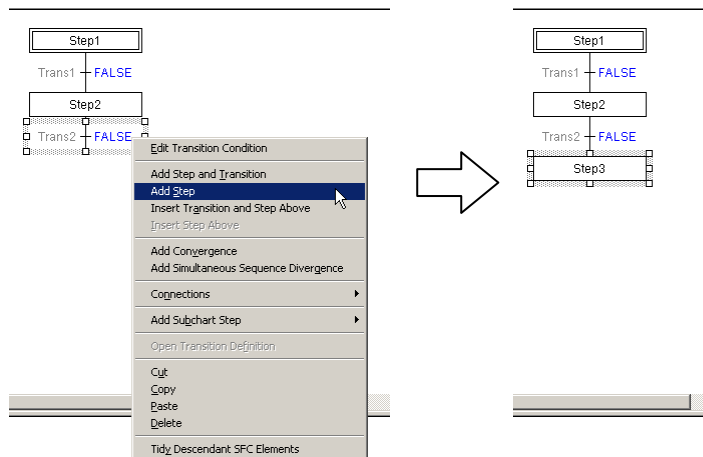 Step1
Trans1 FALSE
Step2
Trans2 FALSE
Edit Transition Condition
Add Step and Transition
Add Step
Insert Transition and Step Above
Insert Step Above
Add Convergence
Add Simultaneous Sequence Divergence
Connections
Add Subchart Step
Open Transition Definition
Cut
Copy
Paste
Delete
Tidy Descendant SFC Elements
Step1
Trans1 FALSE
Step2
Trans2 FALSE
Step3